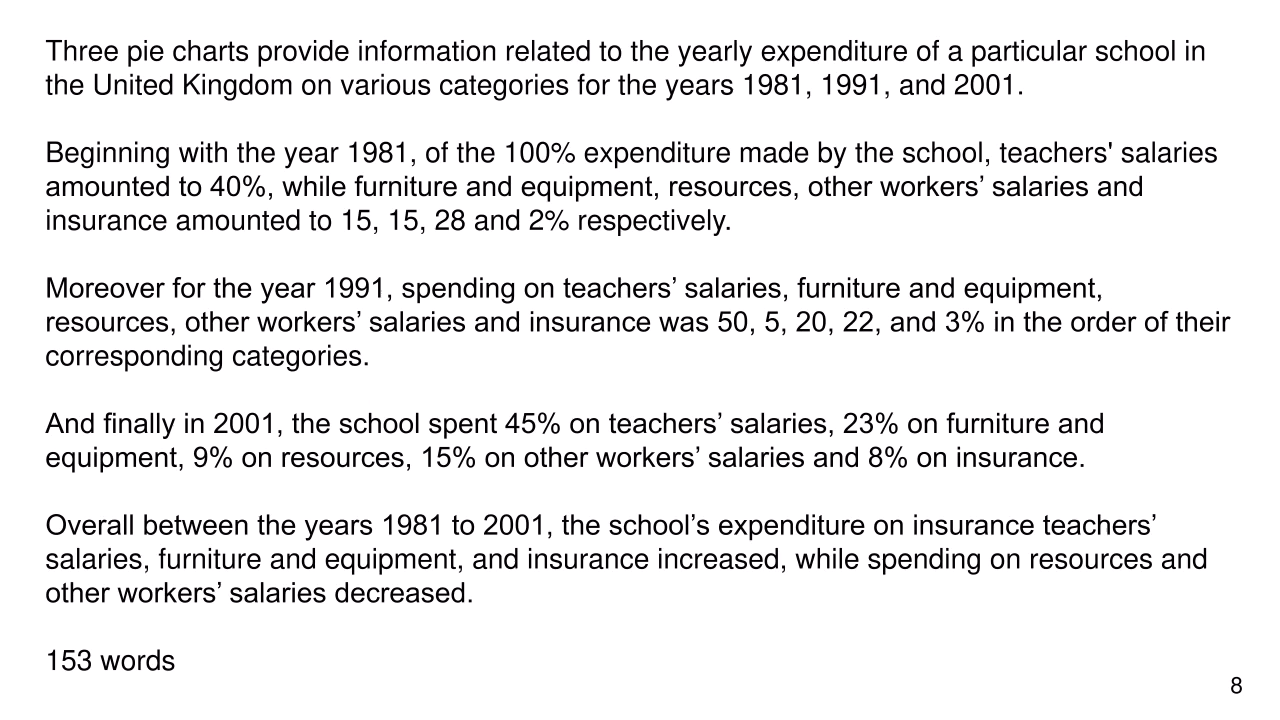 Three pie charts provide information related to the yearly expenditure of a particular school in
the United Kingdom on various categories for the years 1981, 1991, and 2001.
Beginning with the year 1981, of the 100% expenditure made by the school, teachers' salaries
amounted to 40%, while furniture and equipment, resources, other workers’ salaries and
insurance amounted to 15, 15, 28 and 2% respectively.
Moreover for the year 1991, spending on teachers’ salaries, furniture and equipment,
resources, other workers’ salaries and insurance was 50, 5, 20, 22, and 3% in the order of their
corresponding categories.
And finally in 2001, the school spent 45% on teachers’ salaries, 23% on furniture and
equipment, 9% on resources, 15% on other workers’ salaries and 8% on insurance.
Overall between the years 1981 to 2001, the school’s expenditure on insurance teachers’
salaries, furniture and equipment, and insurance increased, while spending on resources and
other workers’ salaries decreased.
153 words
8